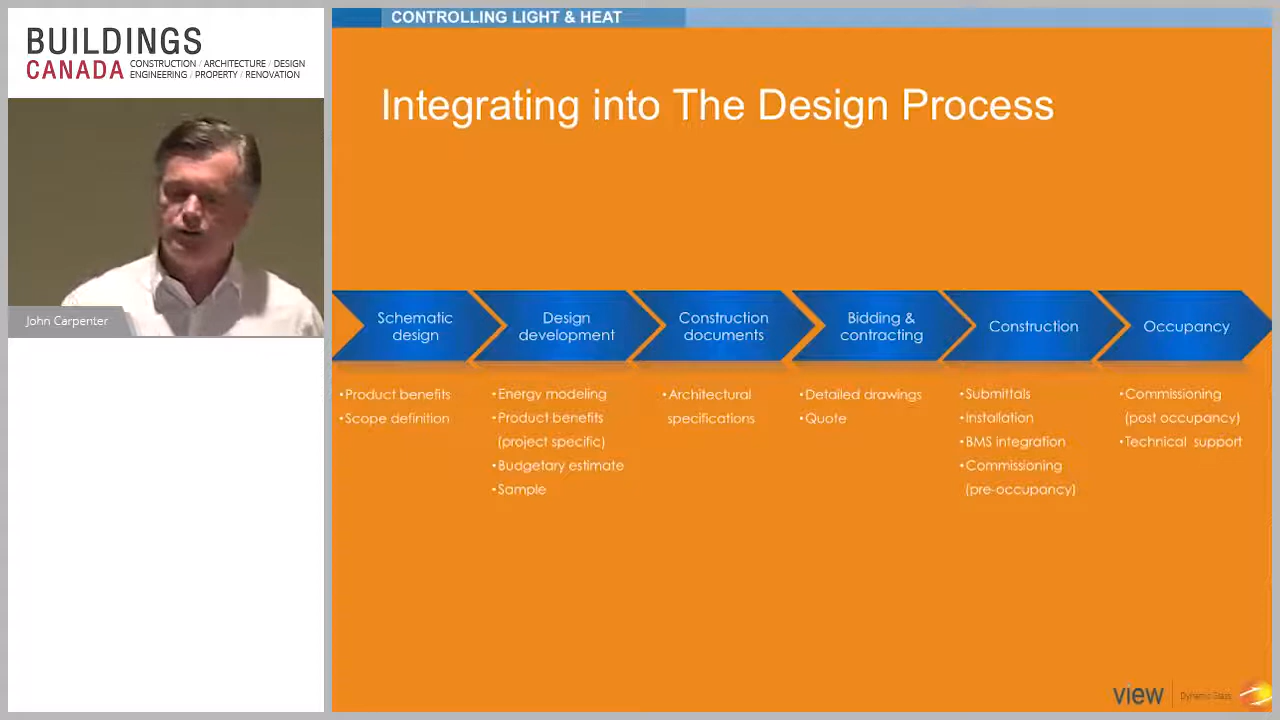 BUILDINGS
CANADA CONSTRUCTION / ARCHITECTURE / DESIGN
ENGINEERING / PROPERTY / RENOVATION
John Carpenter
CONTROLLING LIGHT & HEAT
Integrating into The Design Process
Schematic
design
•Product benefits
•Scope definition
Design
development
•Energy modeling
•Product benefits
(project specific)
•Budgetary estimate
•Sample
Construction
documents
•Architectural
specifications
Bidding &
contracting
•Detailed drawings
•Quote
Construction
•Submittals
•Installation
•BMS integration
•Commissioning
(pre-occupancy)
Occupancy
•Commissioning
(post occupancy)
•Technical support
view
Dynamic Glass